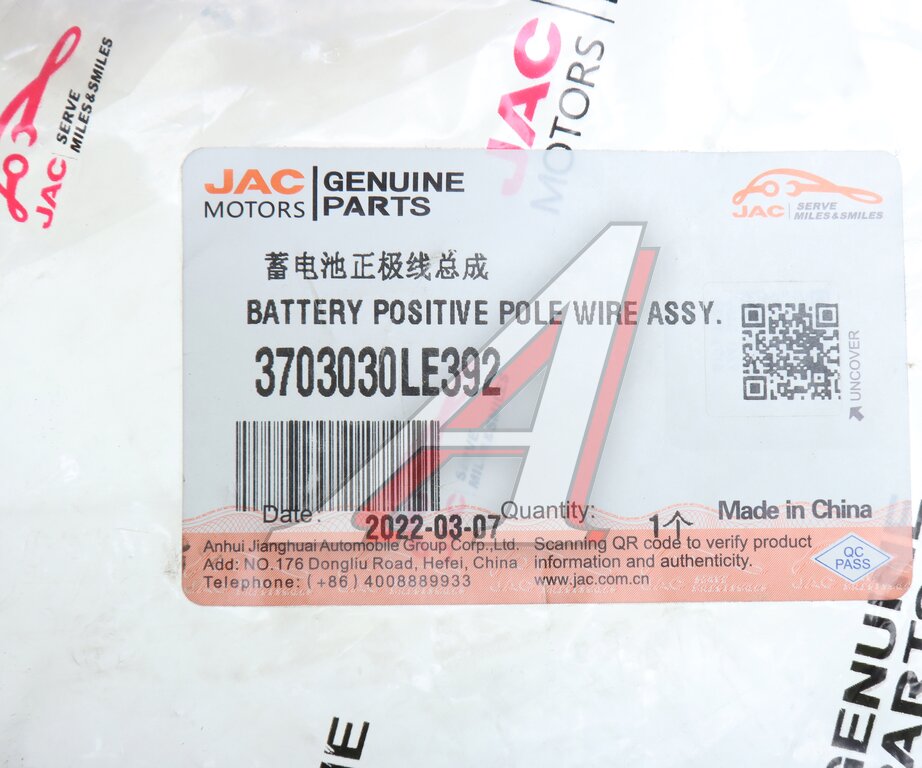 JAC SERVE MILES&SMILES
JAC MOTORS
JAC MOTORS
GENUINE PARTS
JAC SERVE MILES&SMILES
蓄电池正极线总成
BATTERY POSITIVE POLE WIRE ASSY.
3703030LE392
UNCOVER
Date:
2022-03-07
Quantity:
1个
Made in China
Anhui Jianghuai Automobile Group Corp.,Ltd.
Add: NO.176 Dongliu Road, Hefei, China
Telephone: (+86) 4008889933
Scanning QR code to verify product
information and authenticity.
www.jac.com.cn
QC
PASS